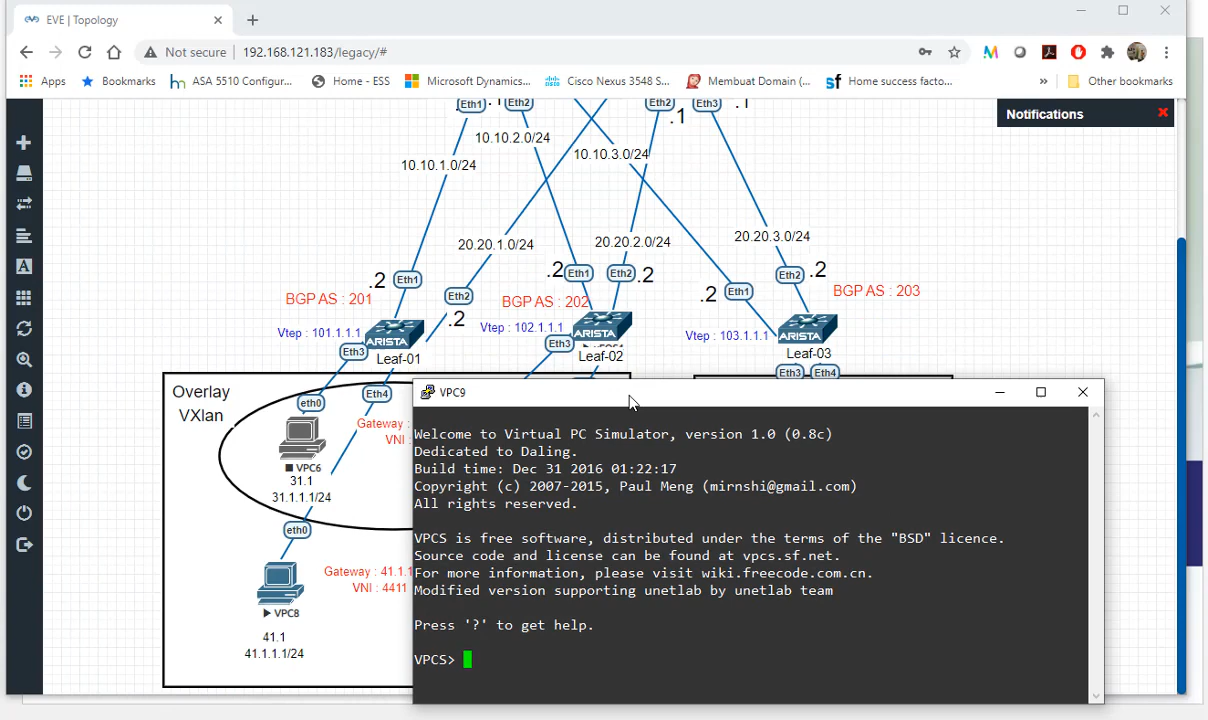 EVE | Topology
Not secure
192.168.121.183/legacy/#
Apps
Bookmarks
ASA 5510 Configur...
Home - ESS
Microsoft Dynamics...
Cisco Nexus 3548 S...
Membuat Domain (...
Home success facto...
»
Other bookmarks
Notifications
Eth1
.1
Eth2
Eth2
.1
Eth3
.1
10.10.1.0/24
10.10.2.0/24
10.10.3.0/24
20.20.1.0/24
20.20.2.0/24
20.20.3.0/24
.2
Eth1
Eth2
.2
.2
Eth1
Eth2
.2
.2
Eth1
Eth2
.2
BGP AS : 201
BGP AS : 202
BGP AS : 203
Vtep : 101.1.1.1
Vtep : 102.1.1.1
Vtep : 103.1.1.1
ARISTA
ARISTA
ARISTA
Leaf-01
Leaf-02
Leaf-03
Eth3
Eth4
Eth3
Eth3
Eth4
Overlay
VXlan
eth0
Gateway :
VNI :
VPC6
31.1
31.1.1.1/24
eth0
Gateway : 41.1.1
VNI : 4411
VPC8
41.1
41.1.1.1/24
VPC9
Welcome to Virtual PC Simulator, version 1.0 (0.8c)
Dedicated to Daling.
Build time: Dec 31 2016 01:22:17
Copyright (c) 2007-2015, Paul Meng (mirnshi@gmail.com)
All rights reserved.
VPCS is free software, distributed under the terms of the "BSD" licence.
Source code and license can be found at vpcs.sf.net.
For more information, please visit wiki.freecode.com.cn.
Modified version supporting unetlab by unetlab team
Press '?' to get help.
VPCS>